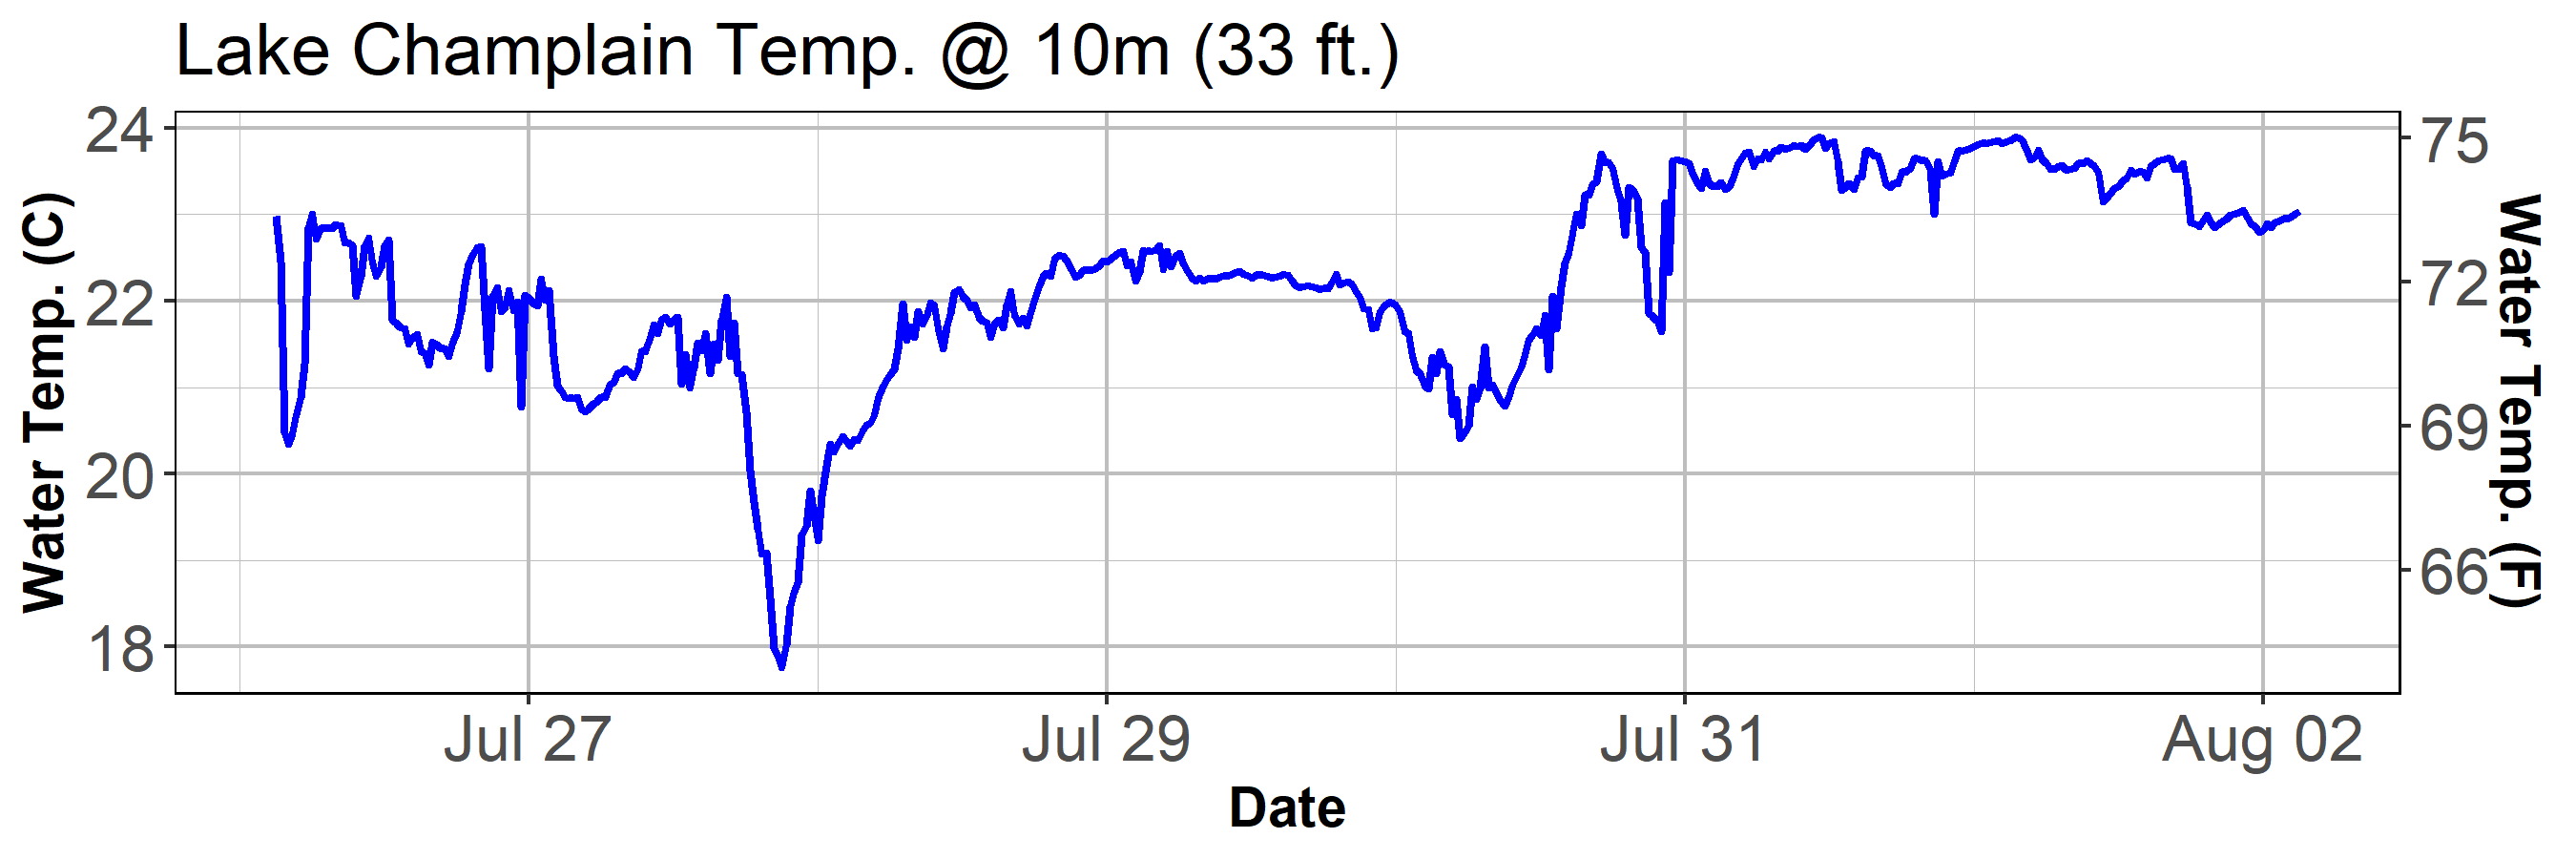 Lake Champlain Temp. @ 10m (33 ft.)
Water Temp. (C)
24
22
20
18
75
72
69
66
Water Temp. (F)
Jul 27
Jul 29
Jul 31
Aug 02
Date